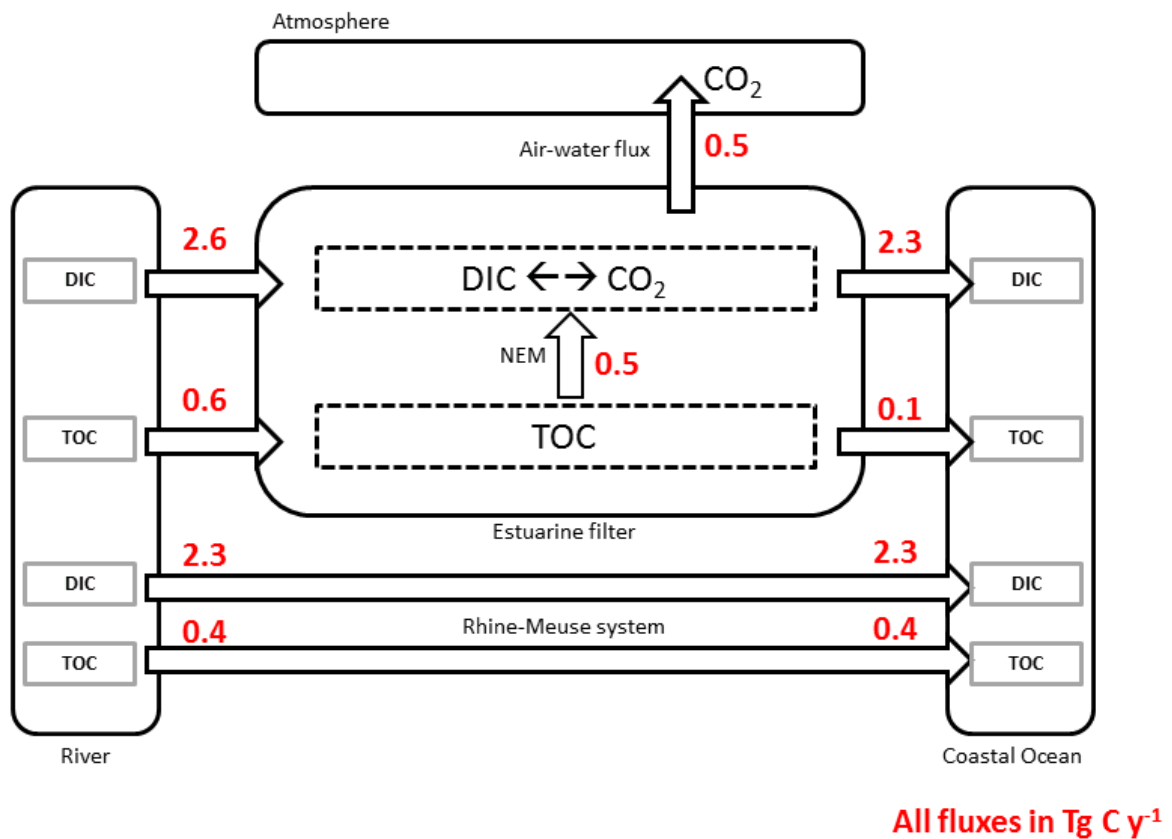 Atmosphere
CO₂
Air-water flux
0.5
2.6
2.3
DIC
DIC ⇠⇢ CO₂
DIC
NEM
0.5
0.6
0.1
TOC
TOC
TOC
Estuarine filter
2.3
2.3
DIC
DIC
0.4
Rhine-Meuse system
0.4
TOC
TOC
River
Coastal Ocean
All fluxes in Tg C y⁻¹